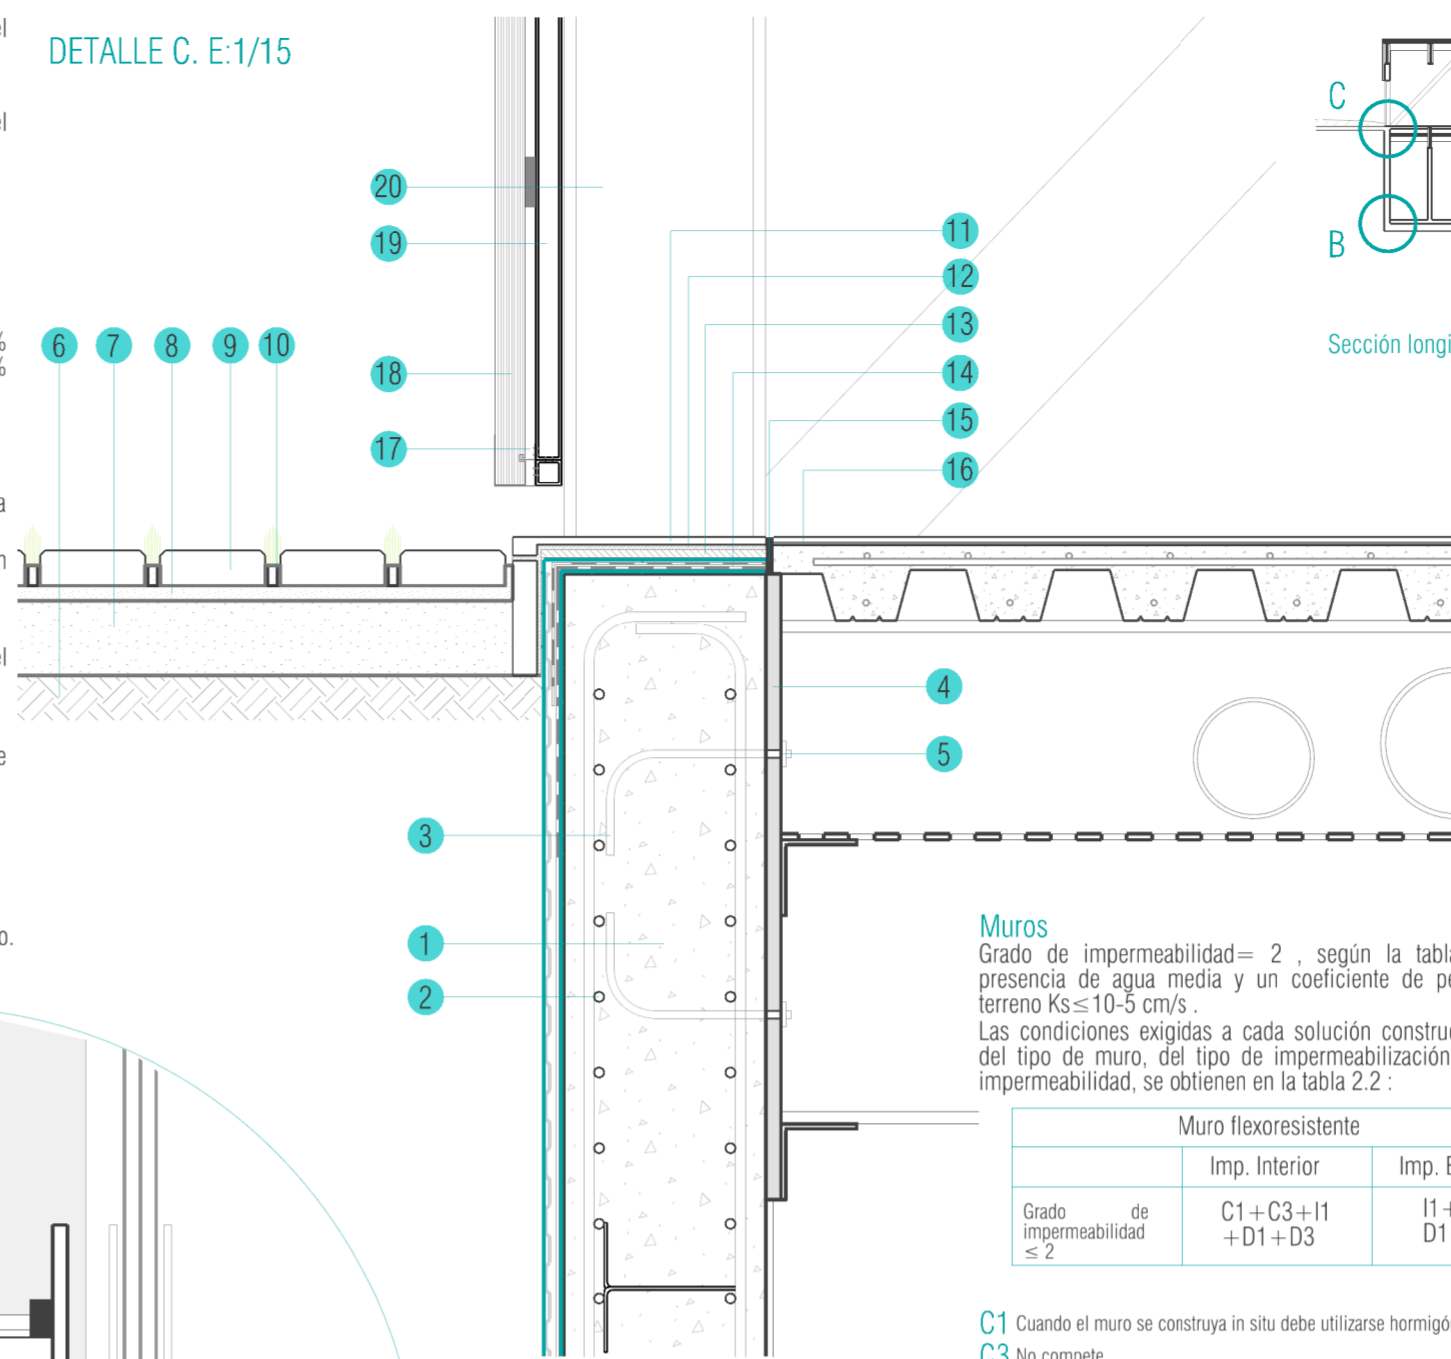 DETALLE C. E:1/15
el
el
%
%
a
n
el
e
o.
C
B
Sección longi
20
19
18
17
6 7 8 9 10
11
12
13
14
15
16
4
5
3
1
2
Muros
Grado de impermeabilidad= 2 , según la tabla
presencia de agua media y un coeficiente de pe
terreno Ks≤10-5 cm/s .
Las condiciones exigidas a cada solución constru
del tipo de muro, del tipo de impermeabilización
impermeabilidad, se obtienen en la tabla 2.2 :
Muro flexoresistente
Imp. Interior Imp. E
Grado de
impermeabilidad
≤ 2
C1+C3+I1
+D1+D3
I1+
D1
C1 Cuando el muro se construya in situ debe utilizarse hormigó
C3 No compete